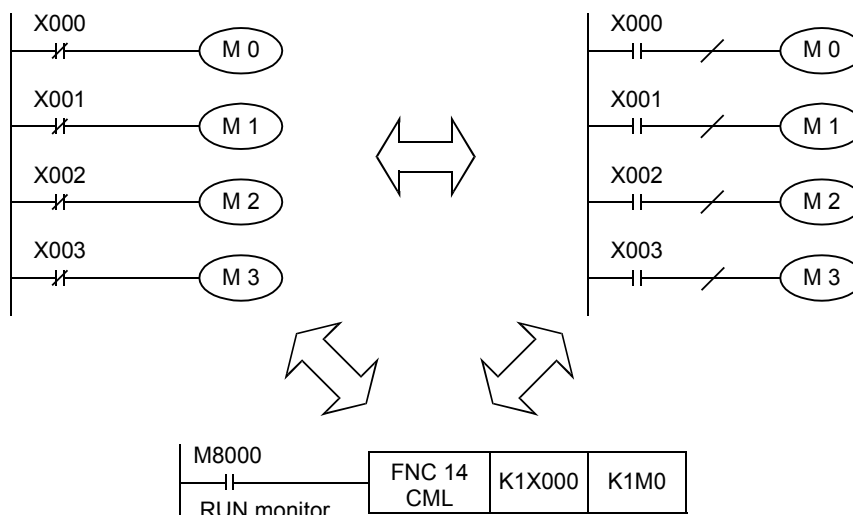 X000
M 0
X001
M 1
X002
M 2
X003
M 3
X000
M 0
X001
M 1
X002
M 2
X003
M 3
M8000
RUN monitor
FNC 14
CML
K1X000
K1M0